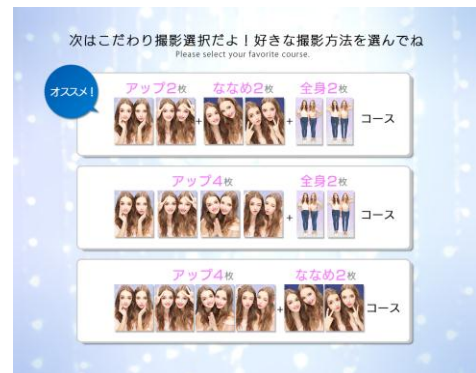 次はこだわり撮影選択だよ！好きな撮影方法を選んでね
Please select your favorite course.
オススメ！
アップ2枚 ななめ2枚 全身2枚
+ + コース
アップ4枚 全身2枚
+ コース
アップ4枚 ななめ2枚
+ コース